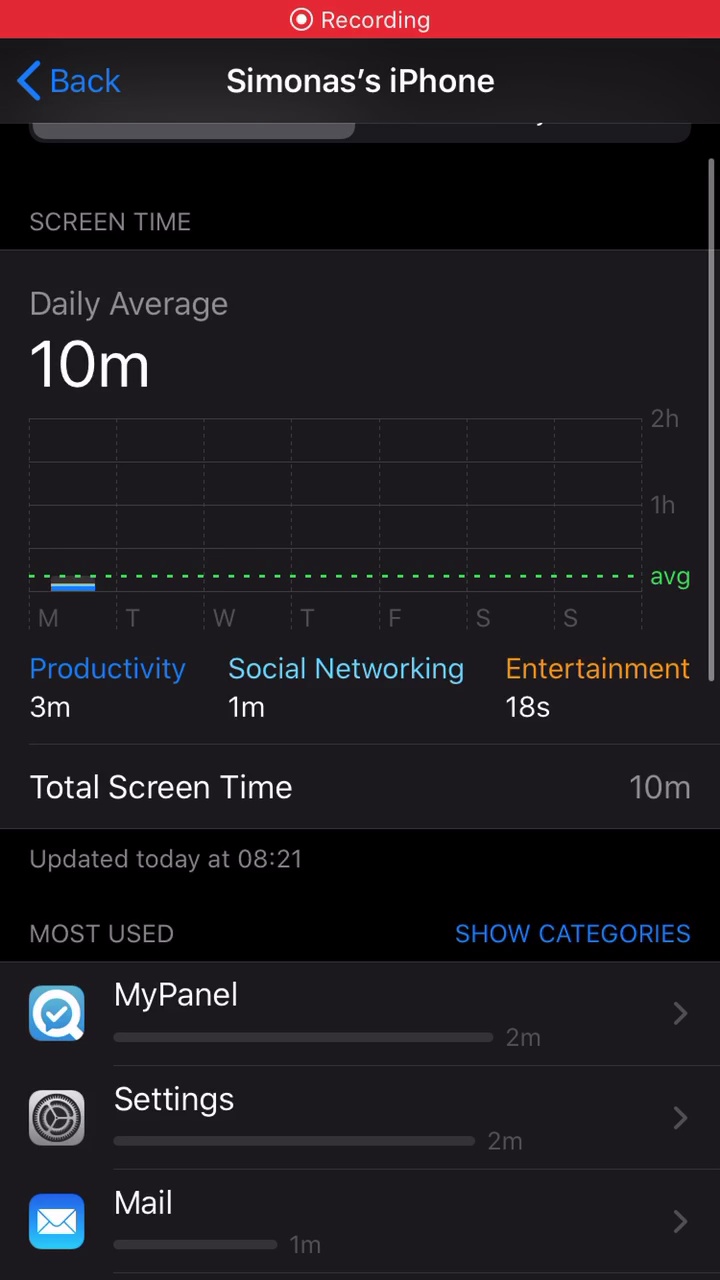 Recording
Back
Simonas’s iPhone
SCREEN TIME
Daily Average
10m
2h
1h
avg
M T W T F S S
Productivity Social Networking Entertainment
3m 1m 18s
Total Screen Time 10m
Updated today at 08:21
MOST USED SHOW CATEGORIES
MyPanel
2m
Settings
2m
Mail
1m